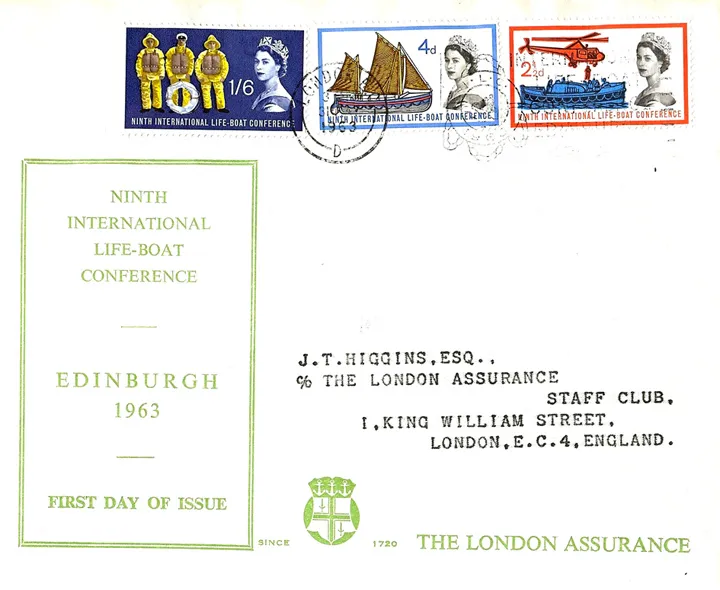 1/6
NINTH INTERNATIONAL LIFE-BOAT CONFERENCE
4d
NINTH INTERNATIONAL LIFE-BOAT CONFERENCE
2½d
NINTH INTERNATIONAL LIFE-BOAT CONFERENCE
1963
D
NINTH
INTERNATIONAL
LIFE-BOAT
CONFERENCE
EDINBURGH
1963
FIRST DAY OF ISSUE
J.T.HIGGINS,ESQ.,
c/o THE LONDON ASSURANCE
STAFF CLUB,
I,KING WILLIAM STREET,
LONDON,E.C.4,ENGLAND.
SINCE 1720 THE LONDON ASSURANCE